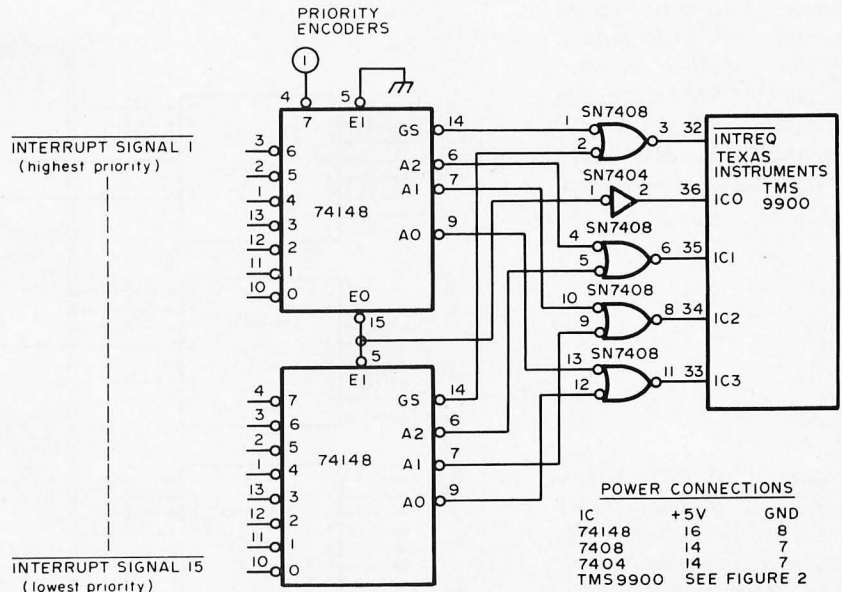 PRIORITY
ENCODERS
1
4
5
7
E1
GS
14
SN7408
1
2
3
32
INTREQ
TEXAS
INSTRUMENTS
TMS
9900
INTERRUPT SIGNAL 1
(highest priority)
3
6
2
5
1
4
13
3
12
2
11
1
10
0
74148
A2
6
A1
7
A0
9
E0
15
SN7404
1
2
36
IC0
SN7408
4
5
6
35
IC1
SN7408
10
9
8
34
IC2
SN7408
13
12
11
33
IC3
5
E1
4
7
3
6
2
5
1
4
13
3
12
2
11
1
10
0
74148
GS
14
A2
6
A1
7
A0
9
INTERRUPT SIGNAL 15
(lowest priority)
POWER CONNECTIONS
IC +5V GND
74148 16 8
7408 14 7
7404 14 7
TMS9900 SEE FIGURE 2